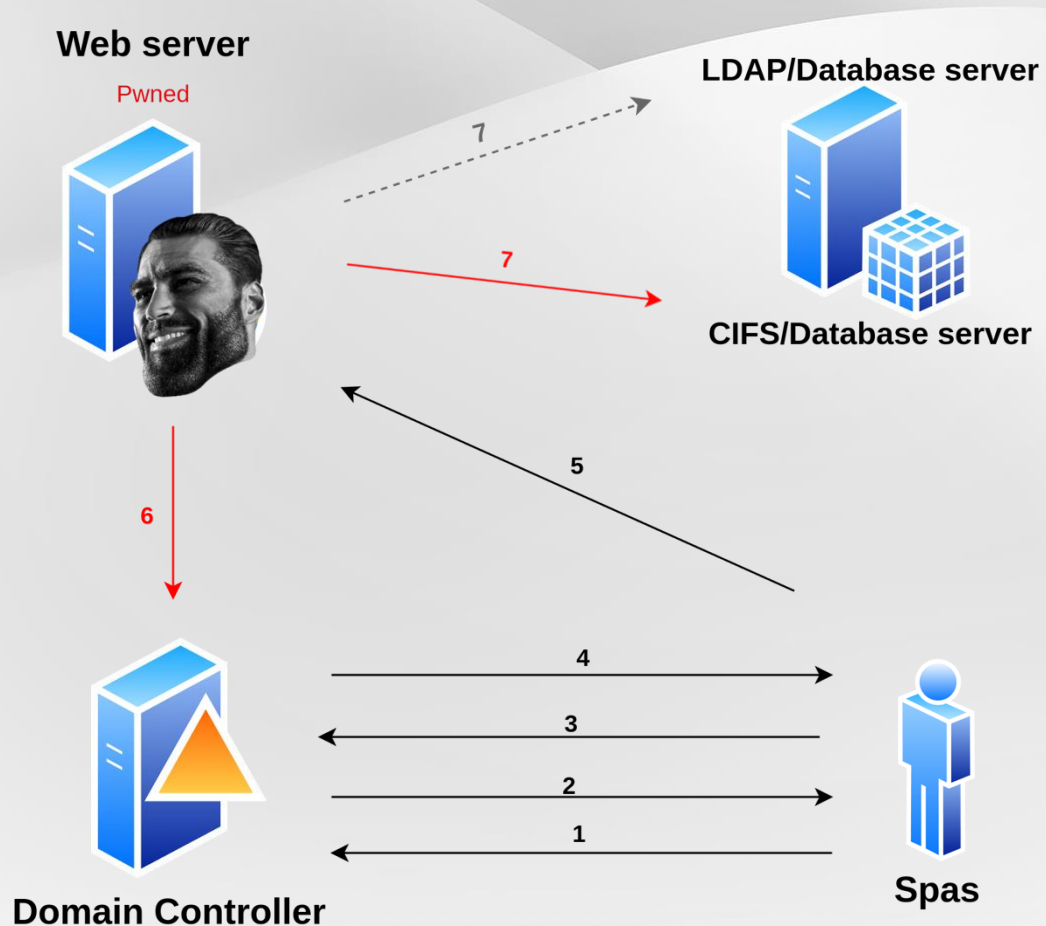 Web server
Pwned
LDAP/Database server
7
7
CIFS/Database server
5
6
4
3
2
1
Spas
Domain Controller